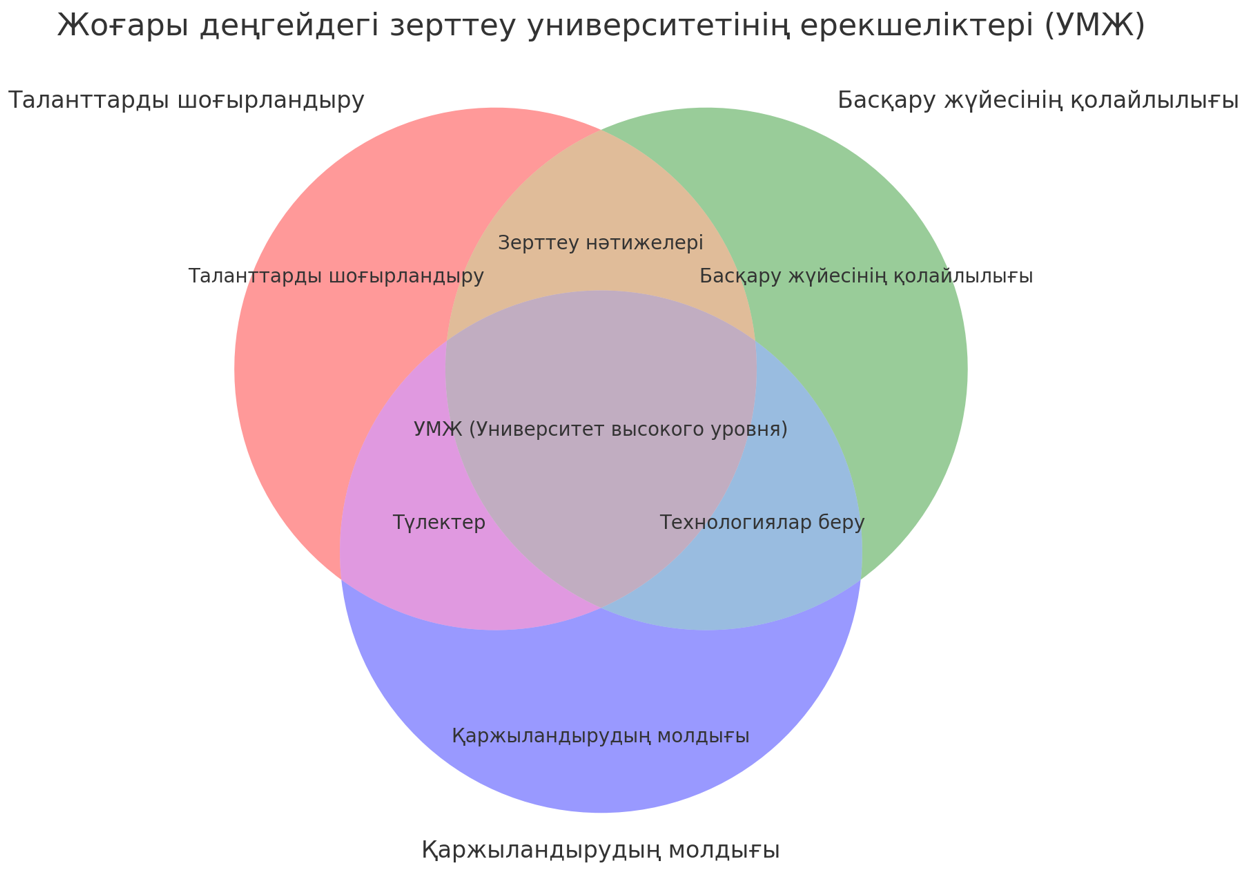 Жоғары деңгейдегі зерттеу университетінің ерекшеліктері (УМЖ)
Таланттарды шоғырландыру
Басқару жүйесінің қолайлылығы
Зерттеу нәтижелері
Таланттарды шоғырландыру
Басқару жүйесінің қолайлылығы
УМЖ (Университет высокого уровня)
Түлектер
Технологиялар беру
Қаржыландырудың молдығы
Қаржыландырудың молдығы